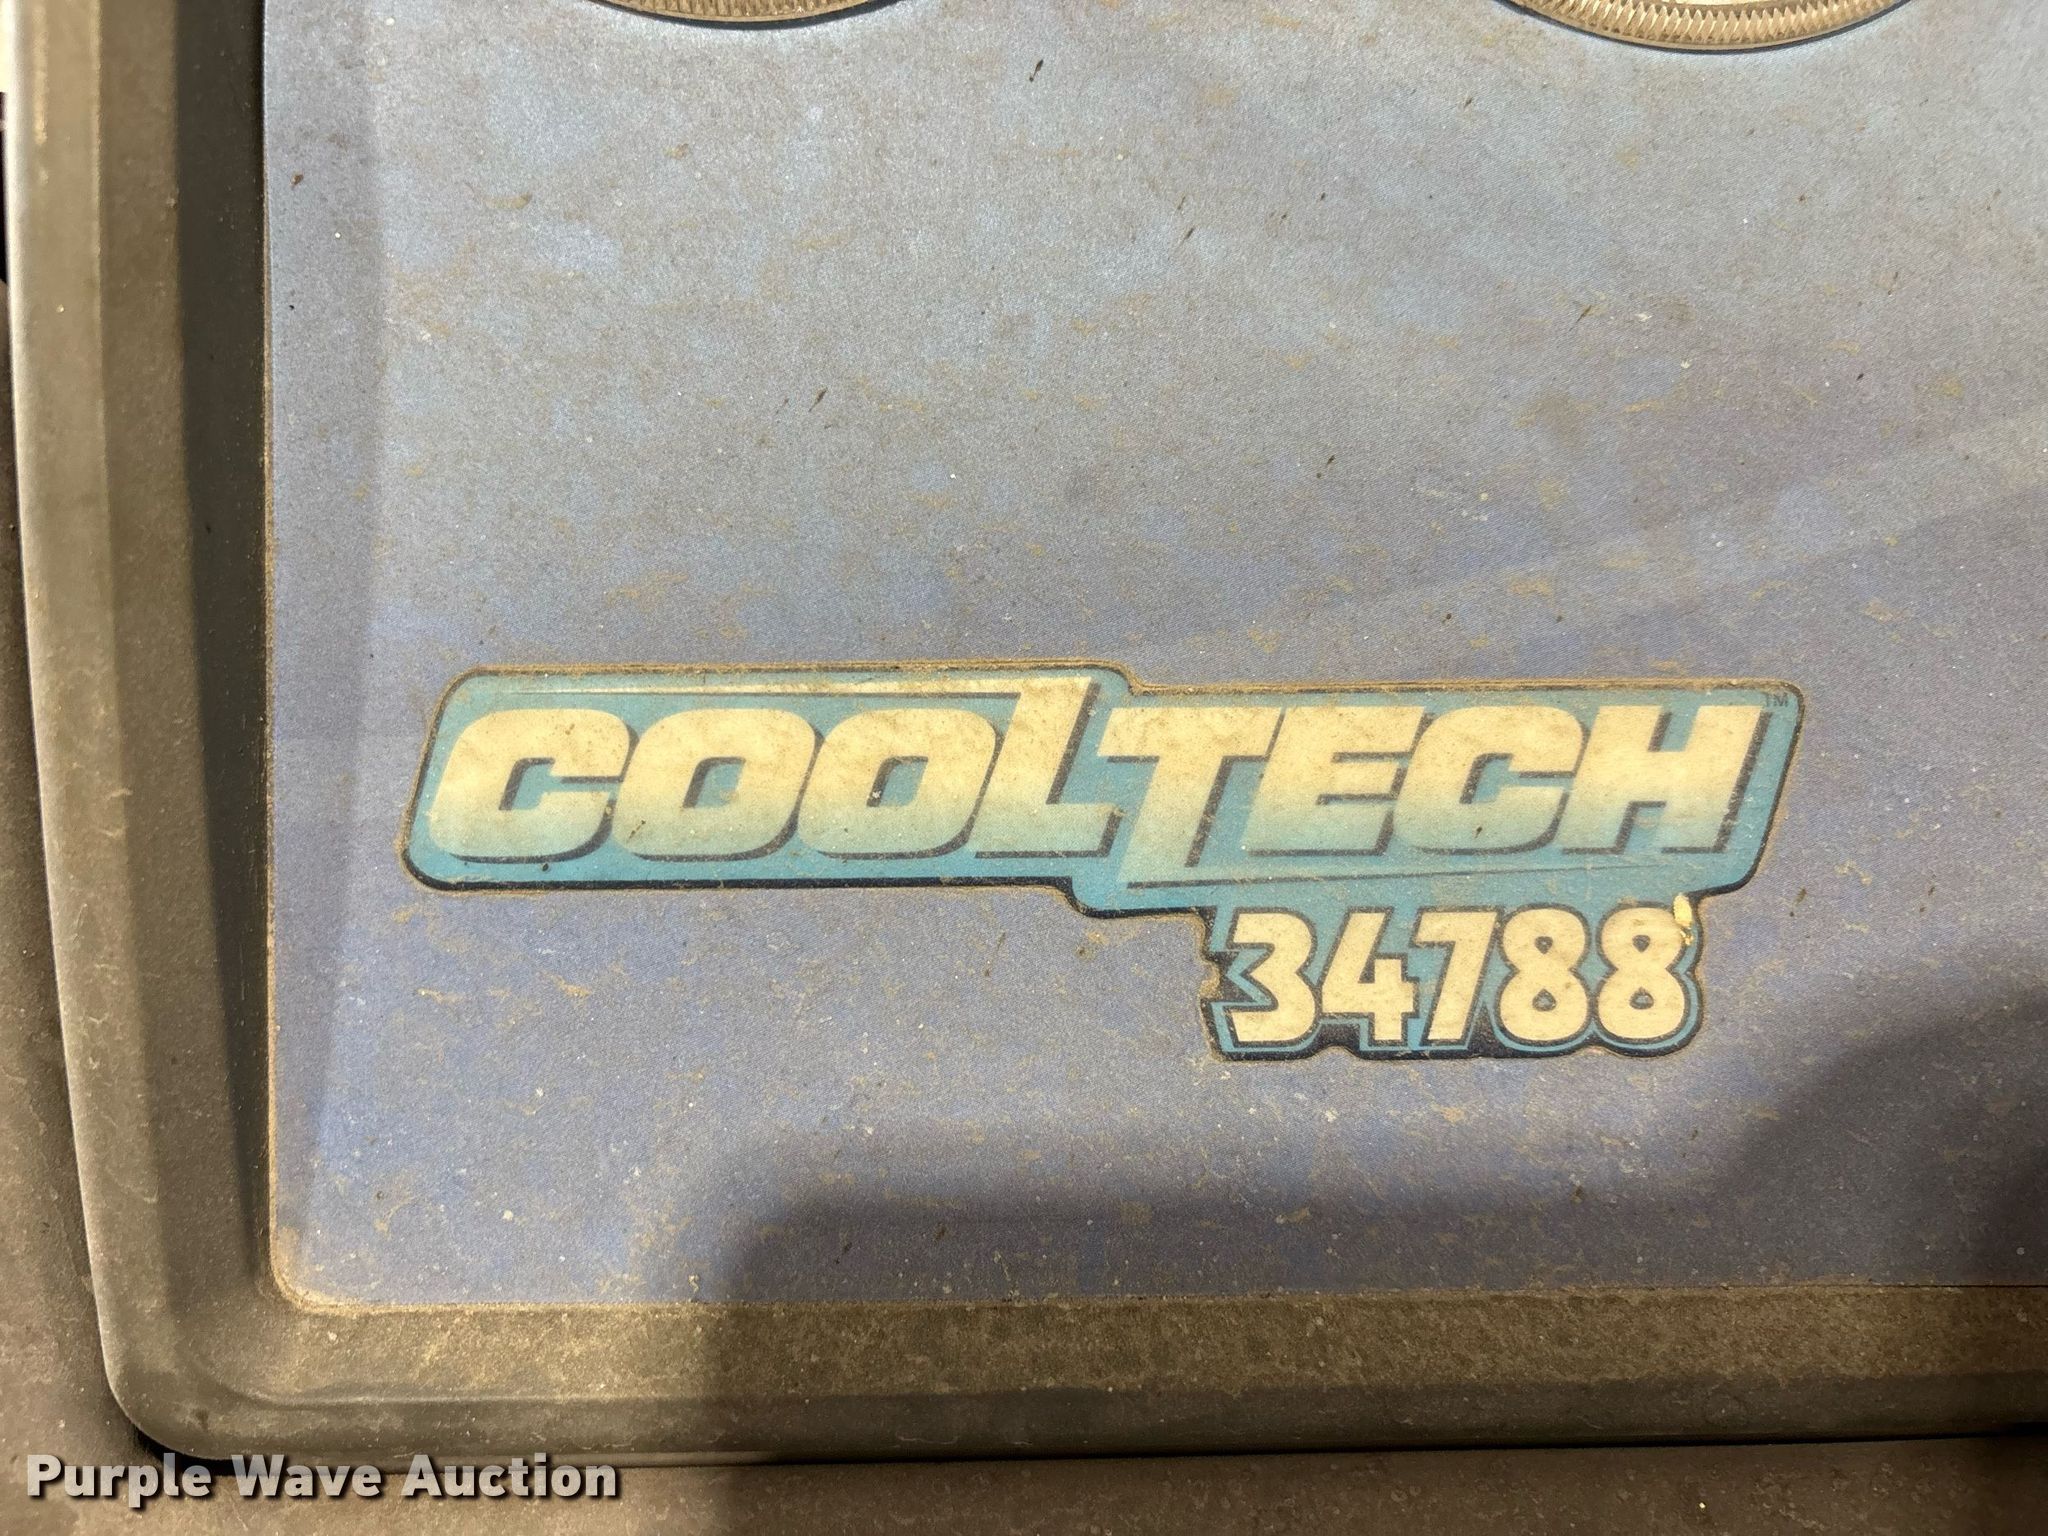 COOLTECH™
34788
Purple Wave Auction